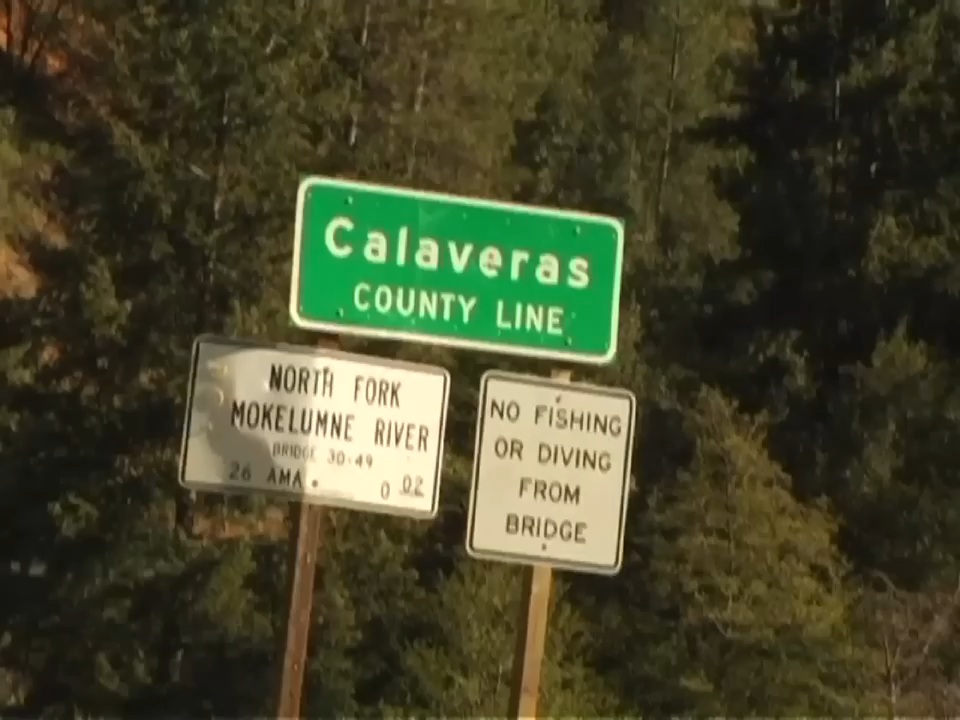 Calaveras
COUNTY LINE
NORTH FORK
MOKELUMNE RIVER
BRIDGE 30-49
26 AMA 0 02
NO FISHING
OR DIVING
FROM
BRIDGE